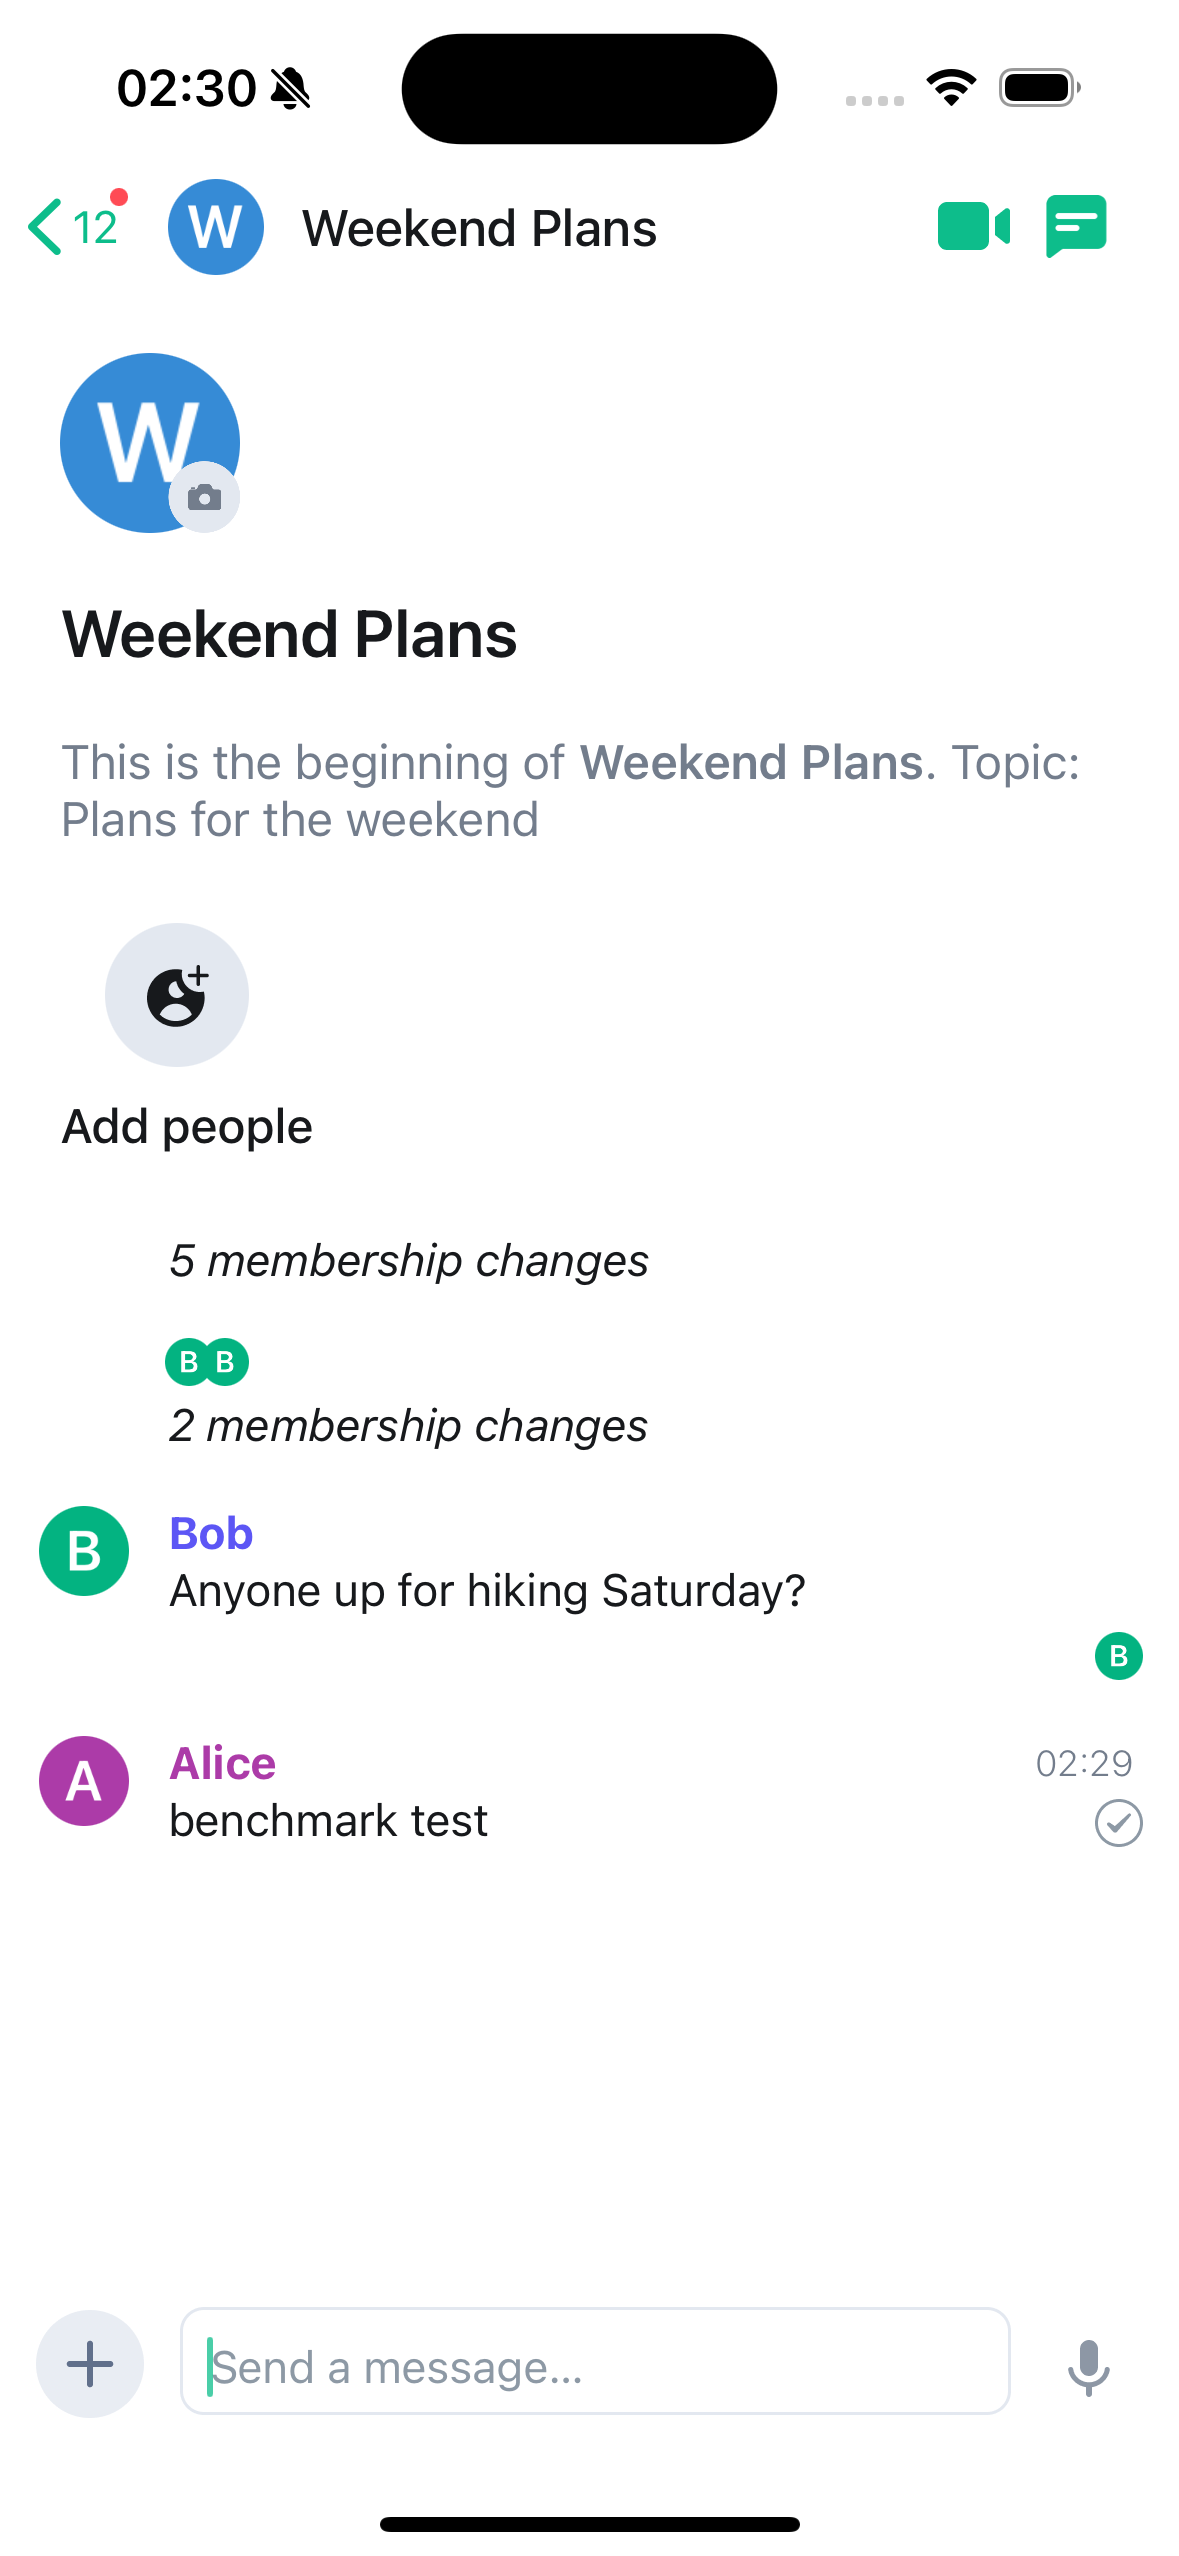 02:30
12
W
Weekend Plans
W
Weekend Plans
This is the beginning of Weekend Plans. Topic:
Plans for the weekend
Add people
5 membership changes
B B
2 membership changes
B
Bob
Anyone up for hiking Saturday?
B
A
Alice
02:29
benchmark test
Send a message...